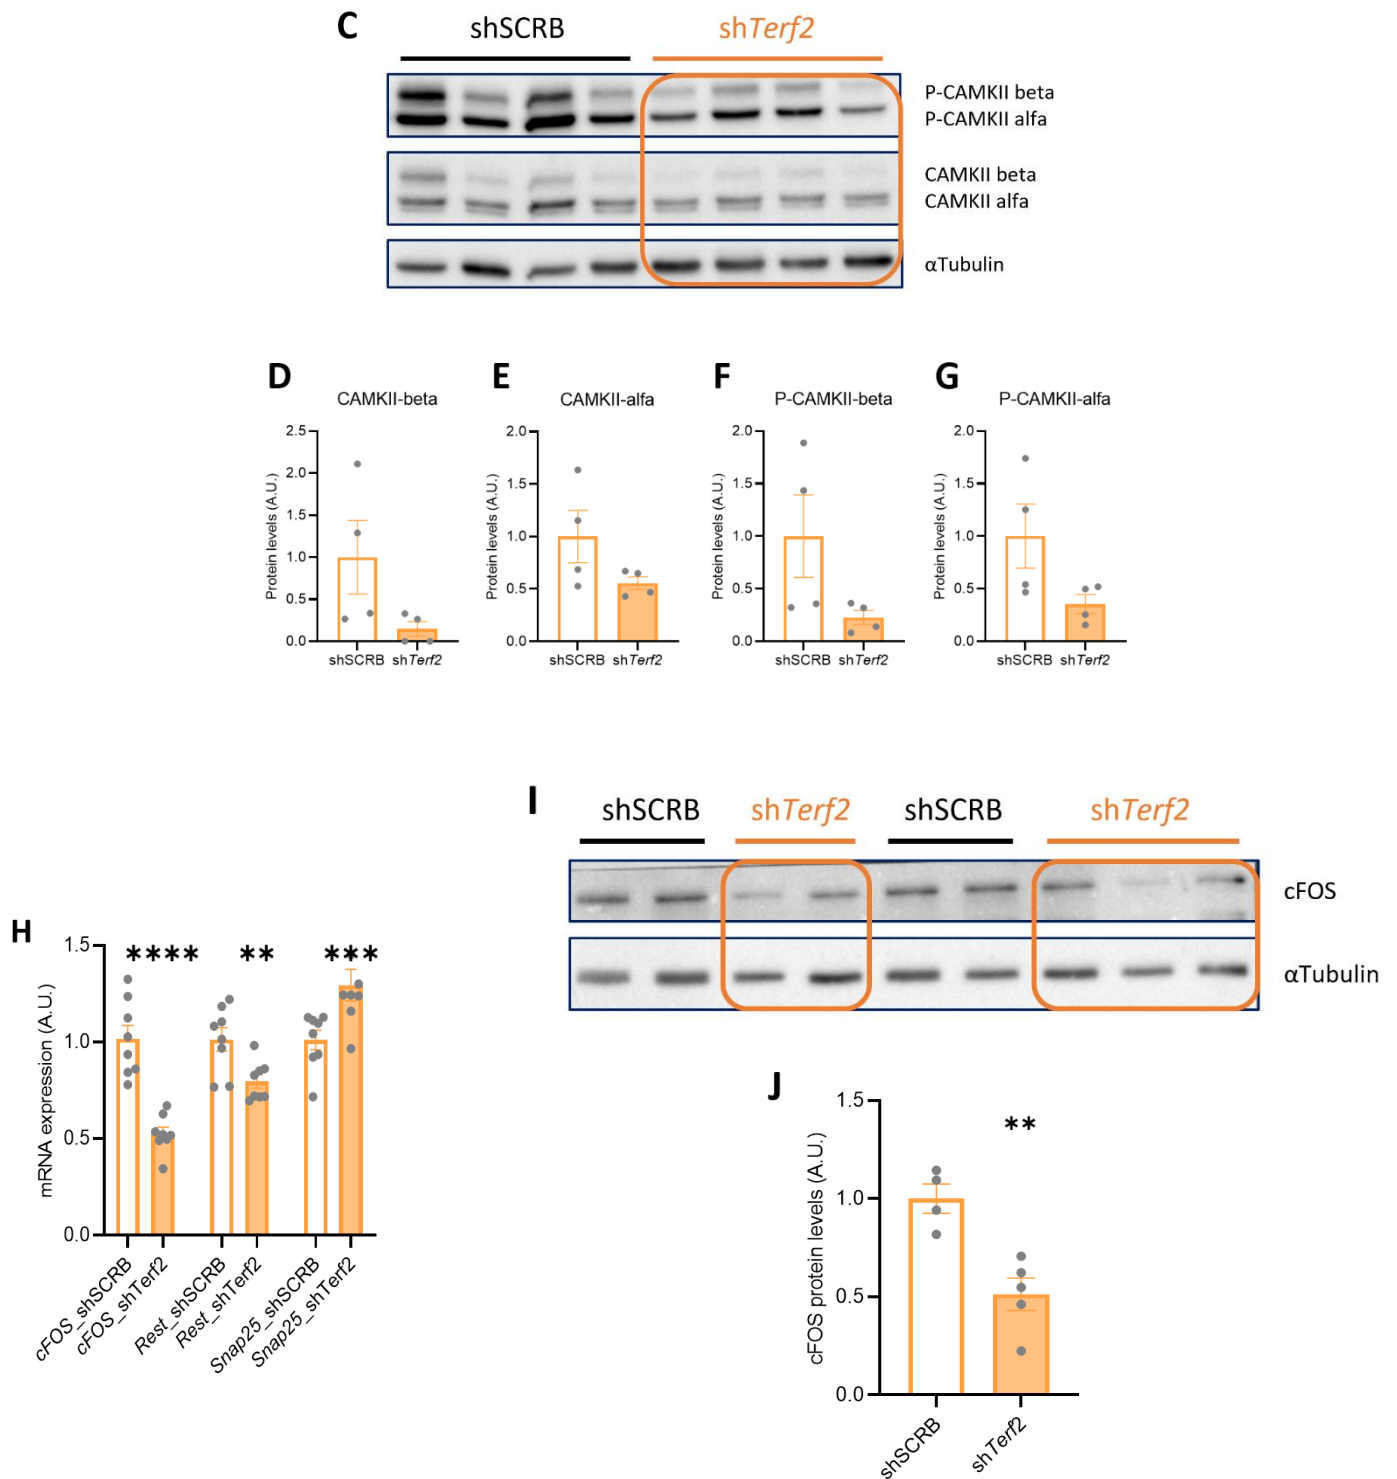 C
shSCRB
shTerf2
P-CAMKII beta
P-CAMKII alfa
CAMKII beta
CAMKII alfa
αTubulin
D
CAMKII-beta
Protein levels (A.U.)
2.5
2.0
1.5
1.0
0.5
0.0
shSCRB
shTerf2
E
CAMKII-alfa
Protein levels (A.U.)
2.0
1.5
1.0
0.5
0.0
shSCRB
shTerf2
F
P-CAMKII-beta
Protein levels (A.U.)
2.0
1.5
1.0
0.5
0.0
shSCRB
shTerf2
G
P-CAMKII-alfa
Protein levels (A.U.)
2.0
1.5
1.0
0.5
0.0
shSCRB
shTerf2
H
mRNA expression (A.U.)
1.5
1.0
0.5
0.0
****
**
***
cFOS_shSCRB
cFOS_shTerf2
Rest_shSCRB
Rest_shTerf2
Snap25_shSCRB
Snap25_shTerf2
I
shSCRB
shTerf2
shSCRB
shTerf2
cFOS
αTubulin
J
cFOS protein levels (A.U.)
1.5
1.0
0.5
0.0
**
shSCRB
shTerf2